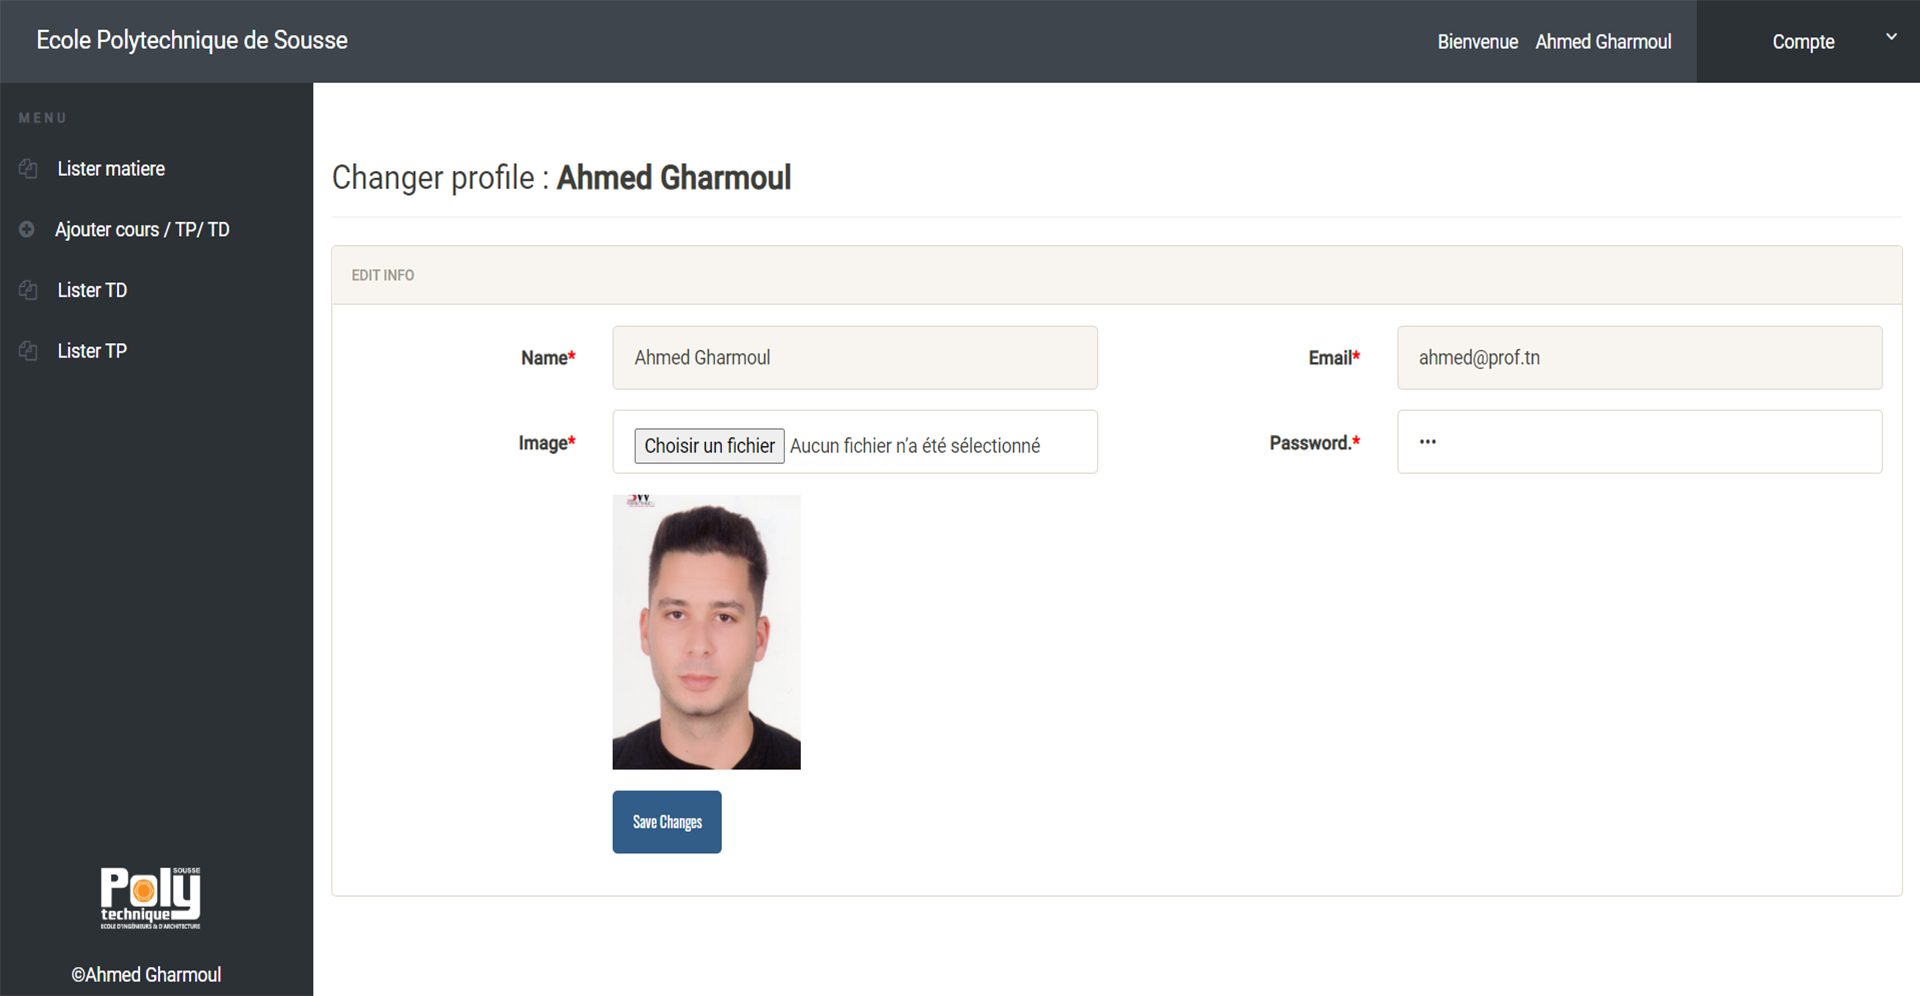 Ecole Polytechnique de Sousse
Bienvenue Ahmed Gharmoul
Compte
MENU
Lister matiere
Ajouter cours / TP/ TD
Lister TD
Lister TP
Changer profile : Ahmed Gharmoul
EDIT INFO
Name*
Ahmed Gharmoul
Email*
ahmed@prof.tn
Image*
Choisir un fichier Aucun fichier n’a été sélectionné
Password.*
•••
Save Changes
SOUSSE
Poly
technique
ECOLE D'INGÉNIEURS & D'ARCHITECTURE
©Ahmed Gharmoul